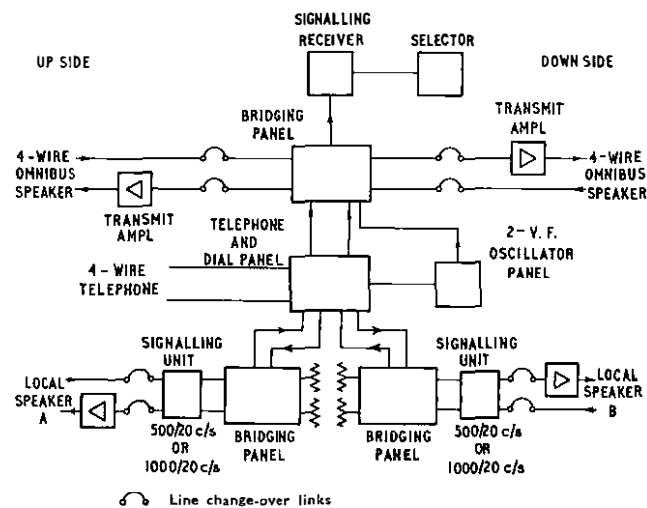 SIGNALLING
RECEIVER
SELECTOR
UP SIDE
DOWN SIDE
BRIDGING
PANEL
TRANSMIT
AMPL
4-WIRE
OMNIBUS
SPEAKER
4-WIRE
OMNIBUS
SPEAKER
TRANSMIT
AMPL
TELEPHONE
AND
DIAL PANEL
2-V.F.
OSCILLATOR
PANEL
4-WIRE
TELEPHONE
SIGNALLING
UNIT
SIGNALLING
UNIT
LOCAL
SPEAKER
A
LOCAL
SPEAKER
B
BRIDGING
PANEL
BRIDGING
PANEL
500/20 c/s
OR
1000/20 c/s
500/20 c/s
OR
1000/20 c/s
Line change-over links